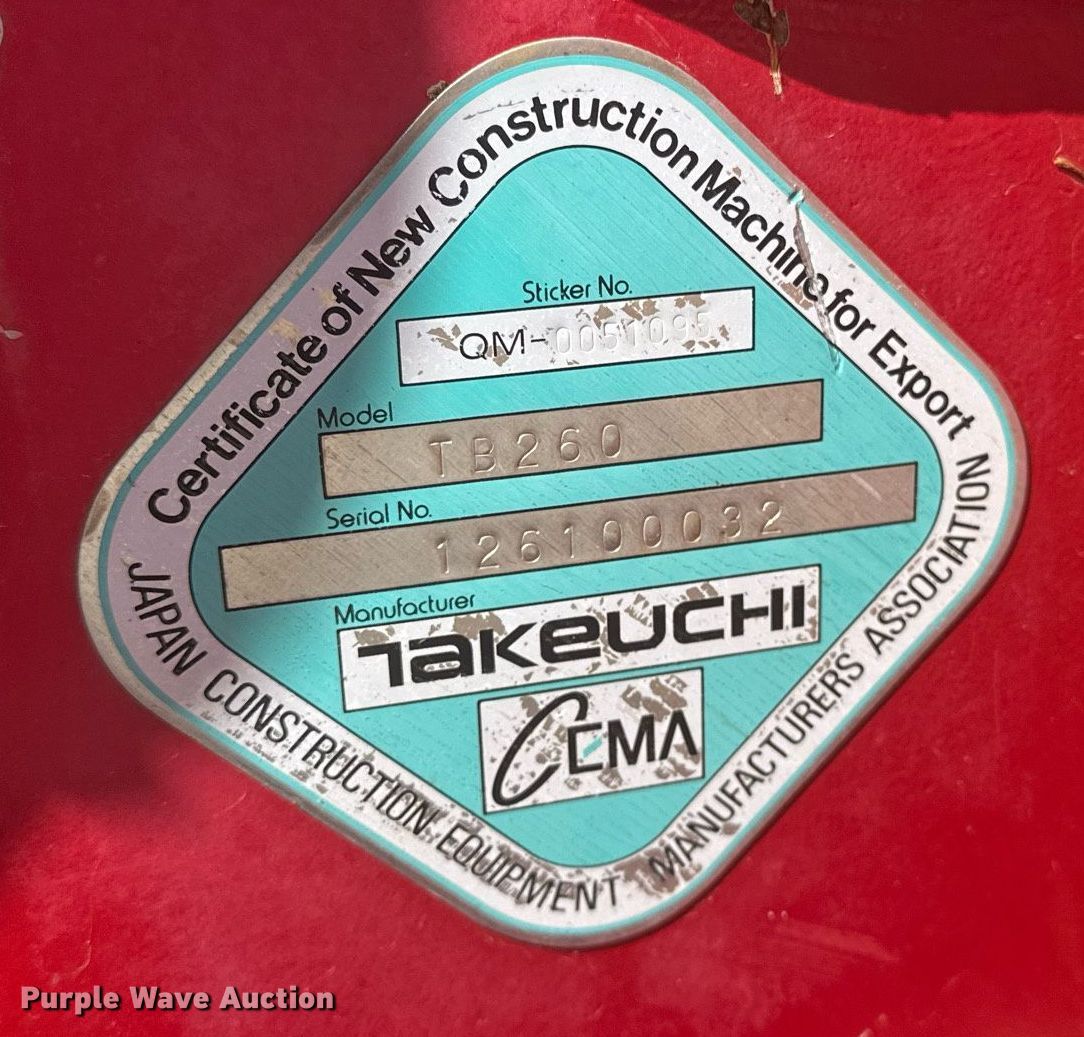 Certificate of New Construction Machine for Export
Sticker No.
QM-0051095
Model
TB260
Serial No.
126100032
Manufacturer
TAKEUCHI
CEMA
JAPAN CONSTRUCTION EQUIPMENT MANUFACTURERS ASSOCIATION
Purple Wave Auction